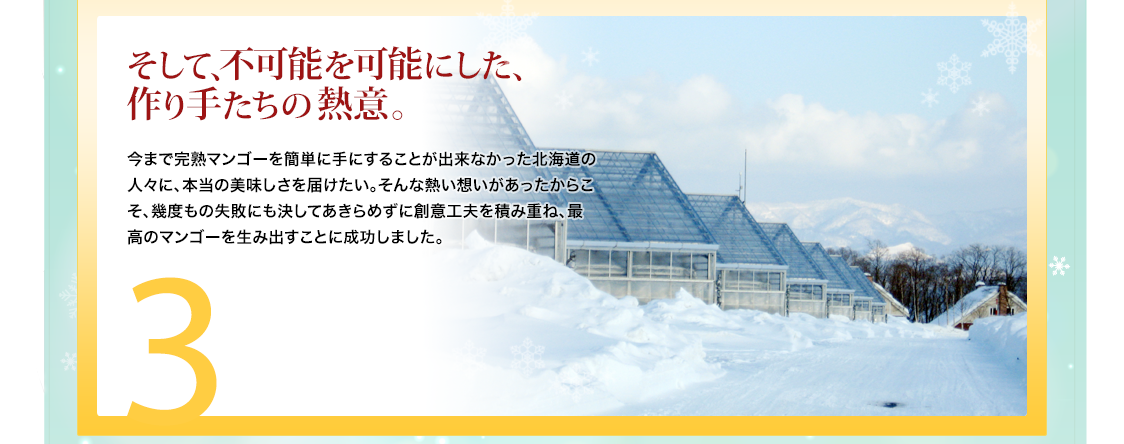 そして、不可能を可能にした、
作り手たちの熱意。
今まで完熟マンゴーを簡単に手にすることが出来なかった北海道の
人々に、本当の美味しさを届けたい。そんな熱い想いがあったからこ
そ、幾度もの失敗にも決してあきらめずに創意工夫を積み重ね、最
高のマンゴーを生み出すことに成功しました。
3